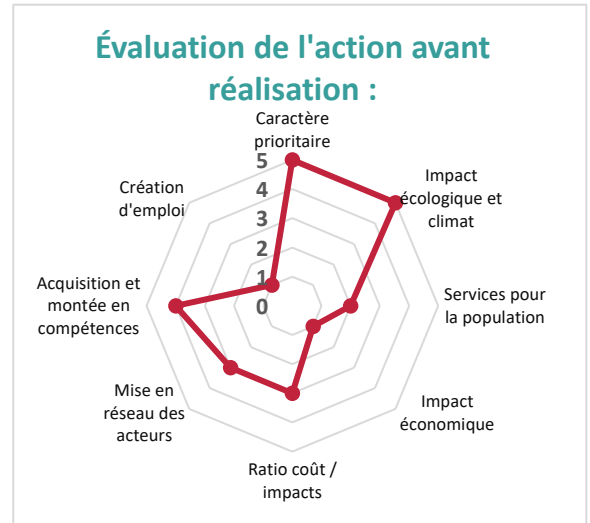 Évaluation de l'action avant
réalisation :
Caractère
prioritaire
Impact
écologique et
climat
Services pour
la population
Impact
économique
Ratio coût /
impacts
Mise en
réseau des
acteurs
Acquisition et
montée en
compétences
Création
d'emploi
5
4
3
2
1
0